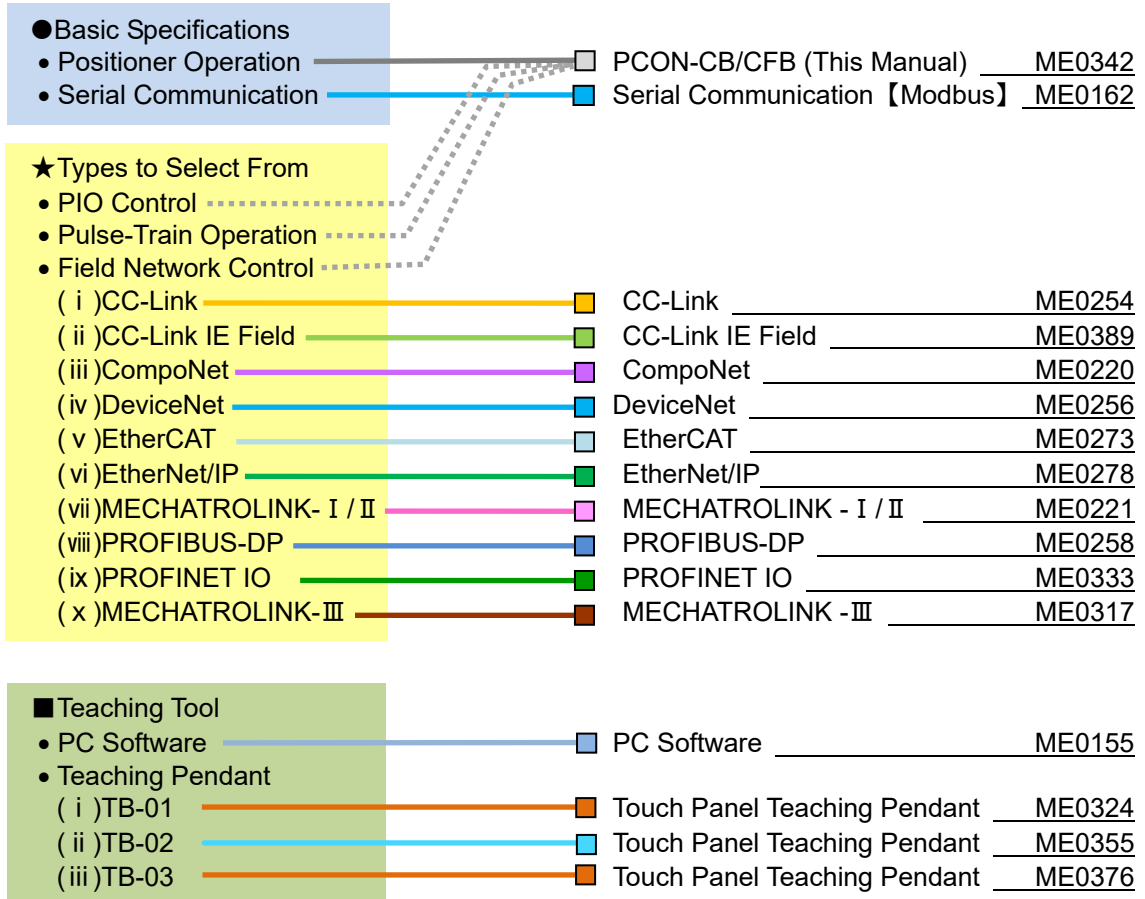 ●Basic Specifications
• Positioner Operation PCON-CB/CFB (This Manual) ME0342
• Serial Communication Serial Communication【Modbus】 ME0162
★Types to Select From
• PIO Control
• Pulse-Train Operation
• Field Network Control
(ⅰ)CC-Link CC-Link ME0254
(ⅱ)CC-Link IE Field CC-Link IE Field ME0389
(ⅲ)CompoNet CompoNet ME0220
(ⅳ)DeviceNet DeviceNet ME0256
(ⅴ)EtherCAT EtherCAT ME0273
(ⅵ)EtherNet/IP EtherNet/IP ME0278
(ⅶ)MECHATROLINK-Ⅰ/Ⅱ MECHATROLINK -Ⅰ/Ⅱ ME0221
(ⅷ)PROFIBUS-DP PROFIBUS-DP ME0258
(ⅸ)PROFINET IO PROFINET IO ME0333
(ⅹ)MECHATROLINK-Ⅲ MECHATROLINK -Ⅲ ME0317
■Teaching Tool
• PC Software PC Software ME0155
• Teaching Pendant
(ⅰ)TB-01 Touch Panel Teaching Pendant ME0324
(ⅱ)TB-02 Touch Panel Teaching Pendant ME0355
(ⅲ)TB-03 Touch Panel Teaching Pendant ME0376